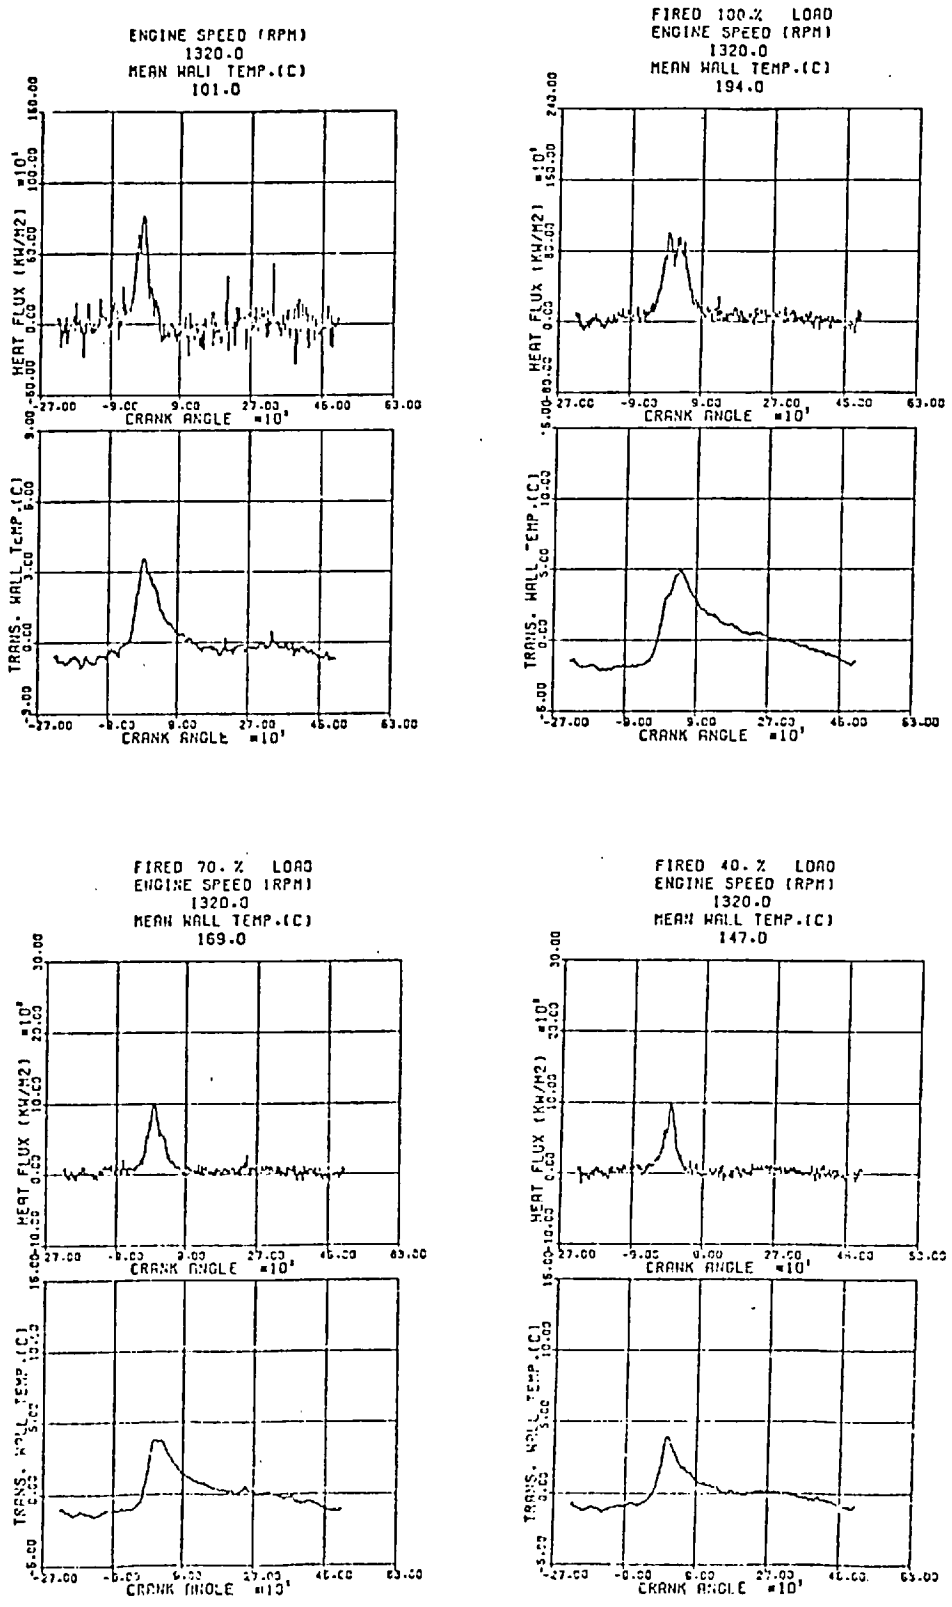 ENGINE SPEED (RPM)
1320.0
MEAN WALL TEMP.(C)
101.0
HEAT FLUX (KW/M2) *10¹
150.00
100.00
0.00
-27.00 -9.00 9.00 27.00 45.00 63.00
CRANK ANGLE *10¹
TRANS. WALL TEMP.(C)
9.00
3.00
0.00
-27.00 9.00 27.00 45.00 63.00
CRANK ANGLE *10¹
FIRED 100.% LOAD
ENGINE SPEED (RPM)
1320.0
MEAN WALL TEMP.(C)
194.0
HEAT FLUX (KW/M2)
240.00
80.00
0.00
-80.00
27.00 -9.00 9.00 27.00 45.00 63.00
CRANK ANGLE *10¹
TRANS. WALL TEMP.(C)
10.00
5.00
0.00
-27.00 9.00 27.00 45.00 63.00
CRANK ANGLE *10¹
FIRED 70.% LOAD
ENGINE SPEED (RPM)
1320.0
MEAN WALL TEMP.(C)
169.0
HEAT FLUX (KW/M2)
30.00
20.00
10.00
0.00
-10.00
27.00 9.00 27.00 45.00 63.00
CRANK ANGLE
TRANS. WALL TEMP.(C)
15.00
10.00
5.00
0.00
-27.00 9.00 27.00 45.00 63.00
CRANK ANGLE
FIRED 40.% LOAD
ENGINE SPEED (RPM)
1320.0
MEAN WALL TEMP.(C)
147.0
HEAT FLUX (KW/M2)
30.00
20.00
10.00
0.00
-10.00
-27.00 -9.00 27.00 45.00
CRANK ANGLE *10¹
TRANS. WALL TEMP.(C)
15.00
10.00
5.00
0.00
-27.00 27.00 45.00 63.00
CRANK ANGLE *10¹